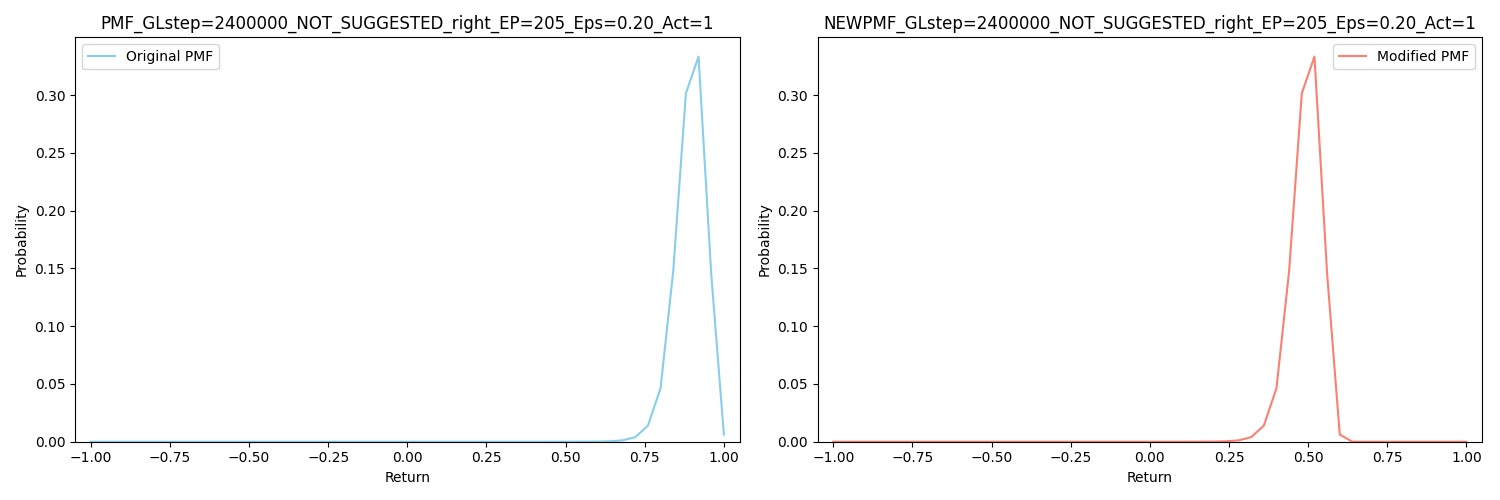 PMF_GLstep=2400000_NOT_SUGGESTED_right_EP=205_Eps=0.20_Act=1
Original PMF
Probability
0.30
0.25
0.20
0.15
0.10
0.05
0.00
−1.00 −0.75 −0.50 −0.25 0.00 0.25 0.50 0.75 1.00
Return
NEWPMF_GLstep=2400000_NOT_SUGGESTED_right_EP=205_Eps=0.20_Act=1
Modified PMF
Probability
0.30
0.25
0.20
0.15
0.10
0.05
0.00
−1.00 −0.75 −0.50 −0.25 0.00 0.25 0.50 0.75 1.00
Return